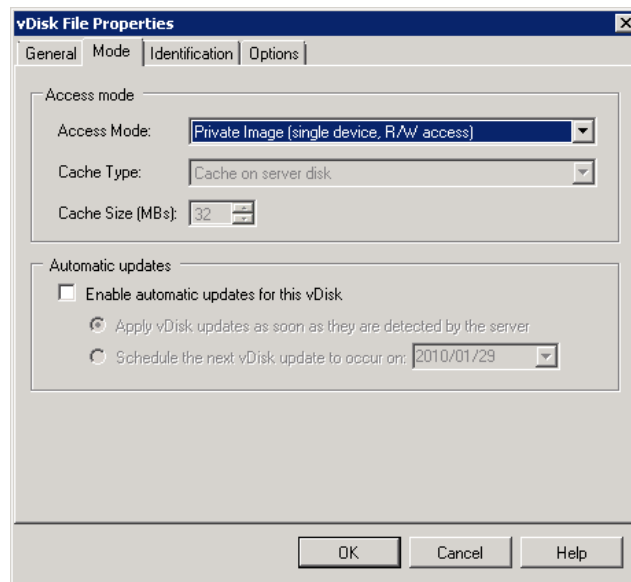 vDisk File Properties
General Mode Identification Options
Access mode
Access Mode: Private Image (single device, R/W access)
Cache Type: Cache on server disk
Cache Size (MBs): 32
Automatic updates
Enable automatic updates for this vDisk
Apply vDisk updates as soon as they are detected by the server
Schedule the next vDisk update to occur on: 2010/01/29
OK Cancel Help